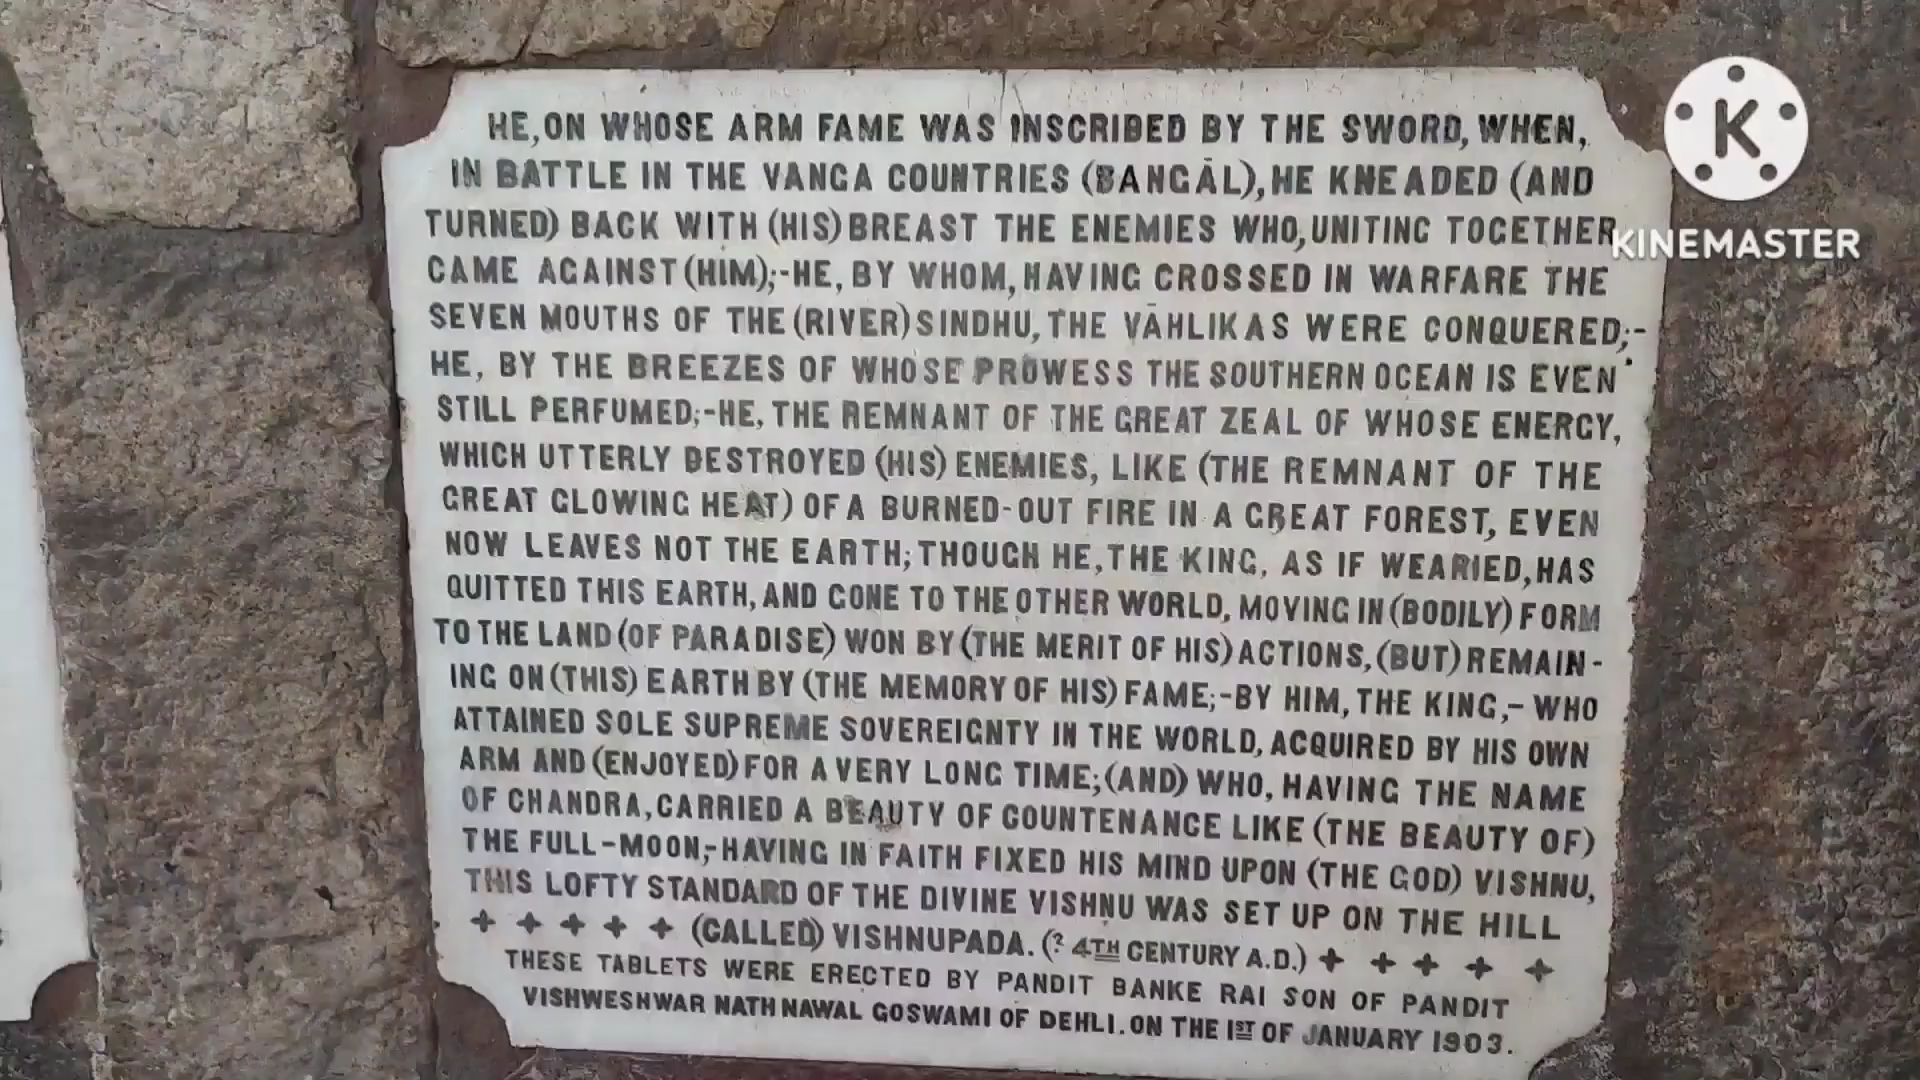 HE, ON WHOSE ARM FAME WAS INSCRIBED BY THE SWORD, WHEN,
IN BATTLE IN THE VANGA COUNTRIES (BANGĀL), HE KNEADED (AND
TURNED) BACK WITH (HIS) BREAST THE ENEMIES WHO, UNITING TOGETHER
CAME AGAINST (HIM);-HE, BY WHOM, HAVING CROSSED IN WARFARE THE
SEVEN MOUTHS OF THE (RIVER) SINDHU, THE VĀHLIKAS WERE CONQUERED;-
HE, BY THE BREEZES OF WHOSE PROWESS THE SOUTHERN OCEAN IS EVEN
STILL PERFUMED;-HE, THE REMNANT OF THE GREAT ZEAL OF WHOSE ENERGY,
WHICH UTTERLY DESTROYED (HIS) ENEMIES, LIKE (THE REMNANT OF THE
GREAT GLOWING HEAT) OF A BURNED-OUT FIRE IN A GREAT FOREST, EVEN
NOW LEAVES NOT THE EARTH; THOUGH HE, THE KING, AS IF WEARIED, HAS
QUITTED THIS EARTH, AND GONE TO THE OTHER WORLD, MOVING IN (BODILY) FORM
TO THE LAND (OF PARADISE) WON BY (THE MERIT OF HIS) ACTIONS, (BUT) REMAIN-
ING ON (THIS) EARTH BY (THE MEMORY OF HIS) FAME;-BY HIM, THE KING,- WHO
ATTAINED SOLE SUPREME SOVEREIGNTY IN THE WORLD, ACQUIRED BY HIS OWN
ARM AND (ENJOYED) FOR A VERY LONG TIME; (AND) WHO, HAVING THE NAME
OF CHANDRA, CARRIED A BEAUTY OF COUNTENANCE LIKE (THE BEAUTY OF)
THE FULL-MOON,-HAVING IN FAITH FIXED HIS MIND UPON (THE GOD) VISHNU,
THIS LOFTY STANDARD OF THE DIVINE VISHNU WAS SET UP ON THE HILL
(CALLED) VISHNUPADA. (? 4TH CENTURY A.D.)
THESE TABLETS WERE ERECTED BY PANDIT BANKE RAI SON OF PANDIT
VISHWESHWAR NATH NAWAL GOSWAMI OF DEHLI. ON THE 1ST OF JANUARY 1903.
K
KINEMASTER